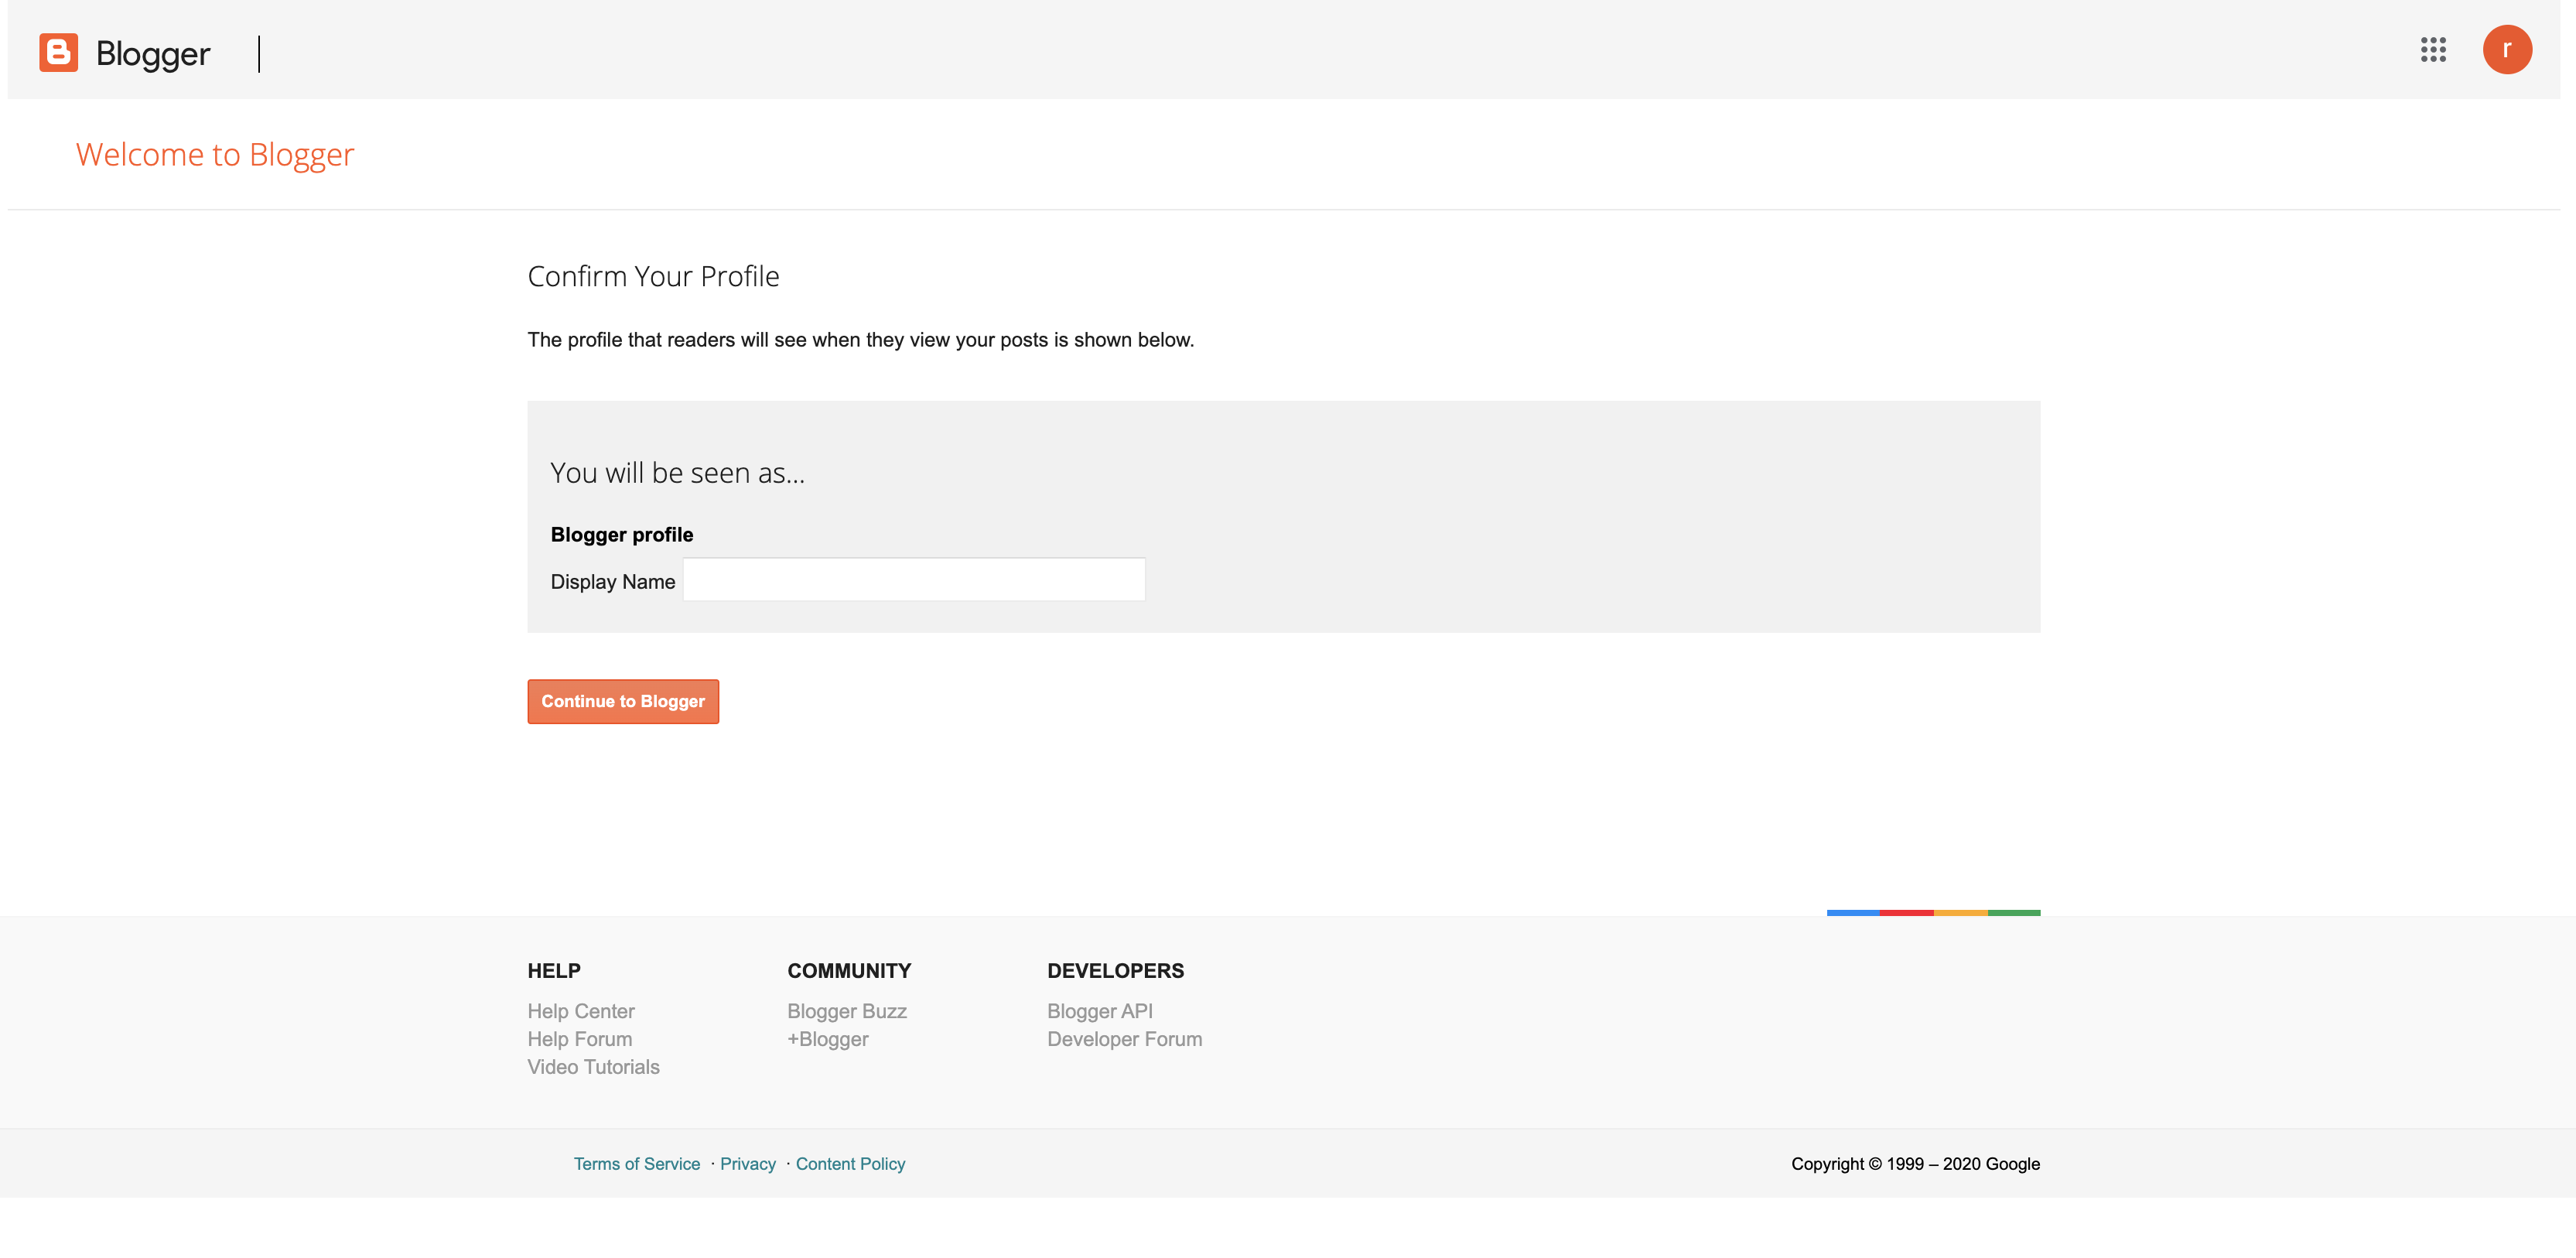 Blogger
r
Welcome to Blogger
Confirm Your Profile
The profile that readers will see when they view your posts is shown below.
You will be seen as...
Blogger profile
Display Name
Continue to Blogger
HELP
Help Center
Help Forum
Video Tutorials
COMMUNITY
Blogger Buzz
+Blogger
DEVELOPERS
Blogger API
Developer Forum
Terms of Service · Privacy · Content Policy
Copyright © 1999 – 2020 Google